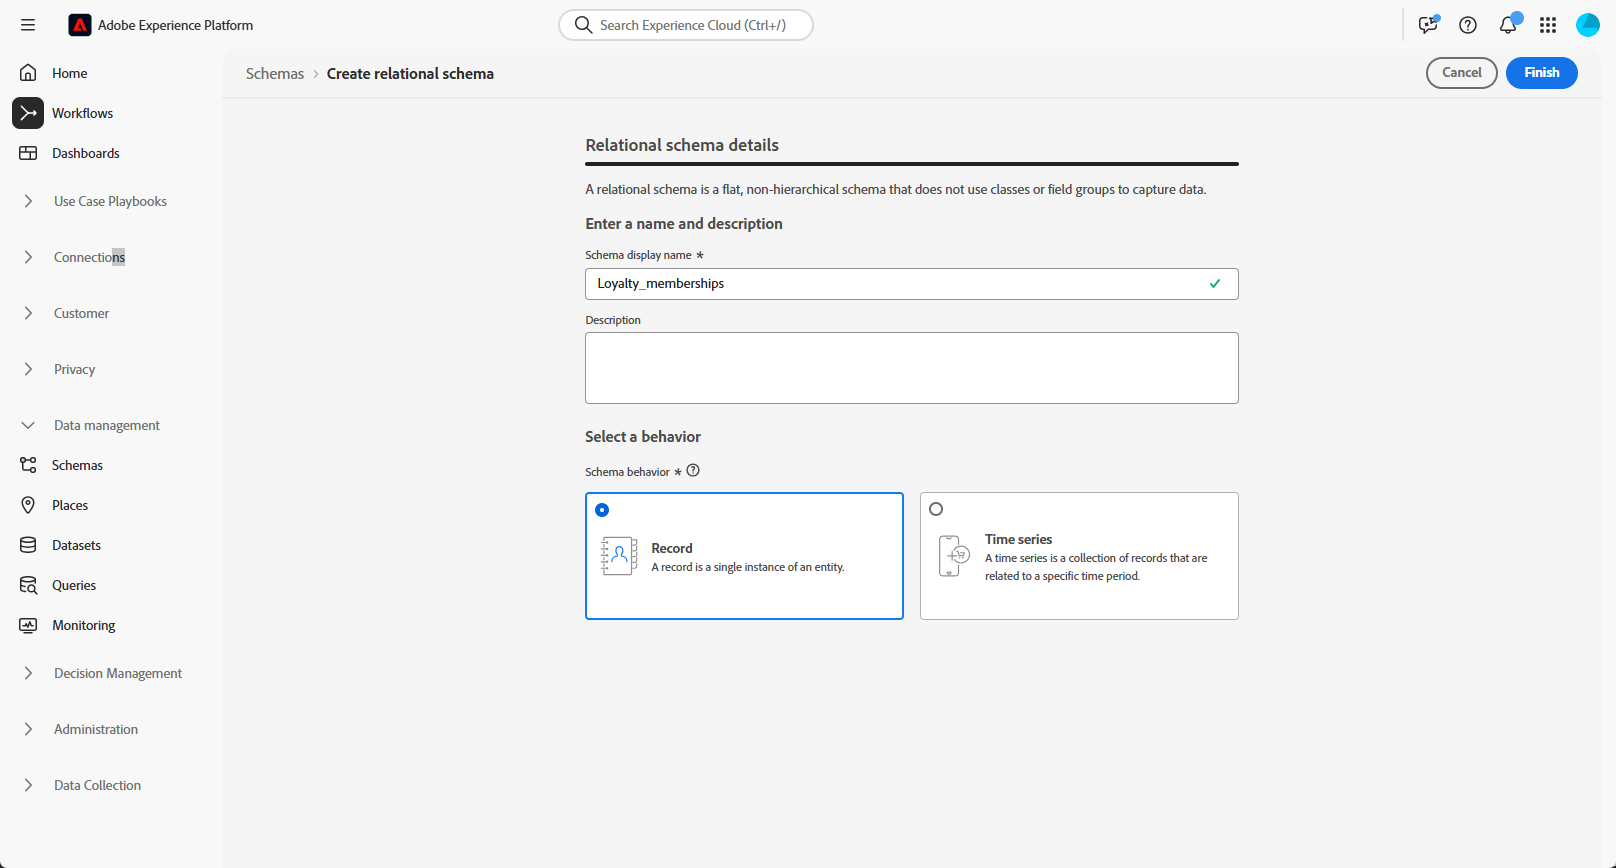 Adobe Experience Platform
Search Experience Cloud (Ctrl+/)
Home
Workflows
Dashboards
Use Case Playbooks
Connections
Customer
Privacy
Data management
Schemas
Places
Datasets
Queries
Monitoring
Decision Management
Administration
Data Collection
Schemas > Create relational schema
Cancel
Finish
Relational schema details
A relational schema is a flat, non-hierarchical schema that does not use classes or field groups to capture data.
Enter a name and description
Schema display name *
Loyalty_memberships
Description
Select a behavior
Schema behavior *
Record
A record is a single instance of an entity.
Time series
A time series is a collection of records that are
related to a specific time period.